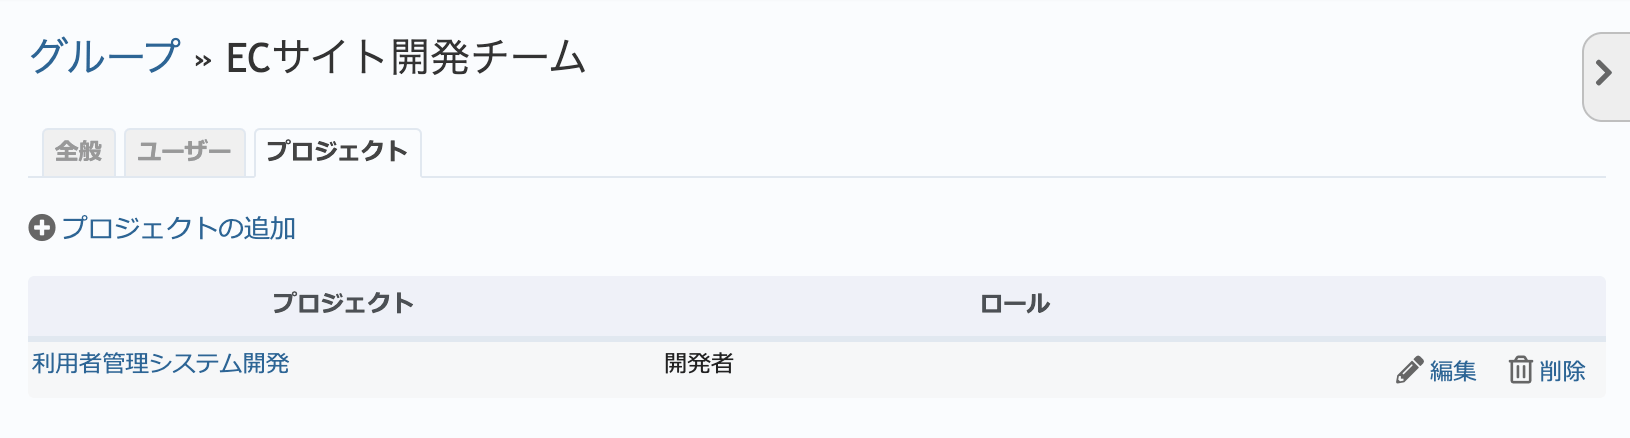 グループ » ECサイト開発チーム
全般 ユーザー プロジェクト
プロジェクトの追加
プロジェクト ロール
利用者管理システム開発 開発者 編集 削除